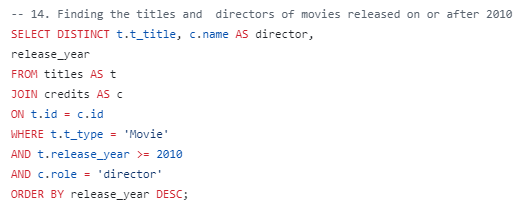 -- 14. Finding the titles and  directors of movies released on or after 2010
SELECT DISTINCT t.t_title, c.name AS director,
release_year
FROM titles AS t
JOIN credits AS c
ON t.id = c.id
WHERE t.t_type = 'Movie'
AND t.release_year >= 2010
AND c.role = 'director'
ORDER BY release_year DESC;